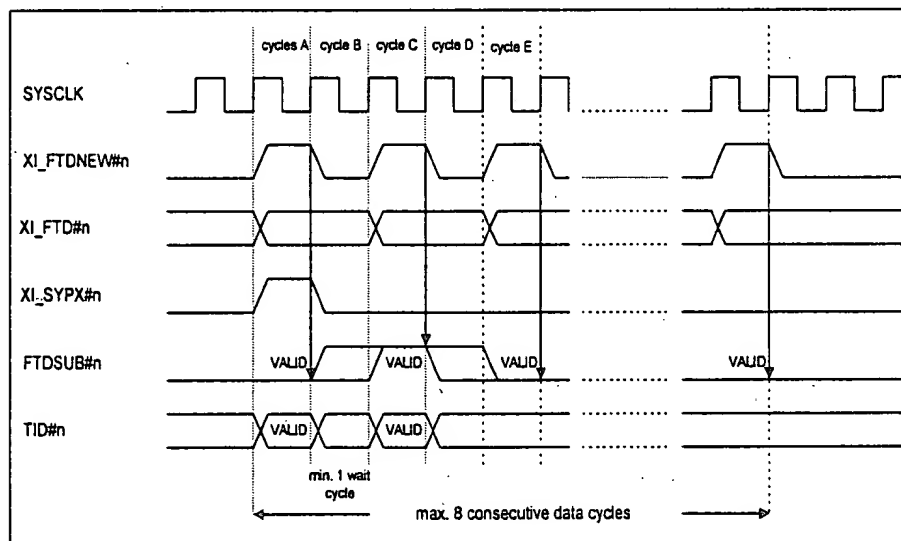 cycles A cycle B cycle C cycle D cycle E
SYSCLK
XI_FTDNEW#n
XI_FTD#n
XI_SYPX#n
FTDSUB#n VALID VALID VALID VALID
TID#n VALID VALID
min. 1 wait
cycle
max. 8 consecutive data cycles